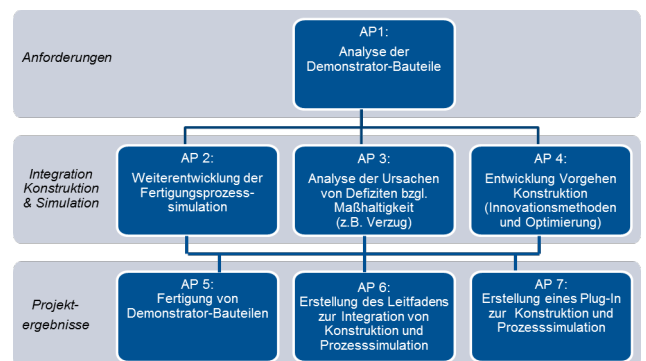 Anforderungen
AP1:
Analyse der
Demonstrator-Bauteile
Integration
Konstruktion
& Simulation
AP 2:
Weiterentwicklung der
Fertigungsprozess-
simulation
AP 3:
Analyse der Ursachen
von Defiziten bzgl.
Maßhaltigkeit
(z.B. Verzug)
AP 4:
Entwicklung Vorgehen
Konstruktion
(Innovationsmethoden
und Optimierung)
Projekt-
ergebnisse
AP 5:
Fertigung von
Demonstrator-Bauteilen
AP 6:
Erstellung des Leitfadens
zur Integration von
Konstruktion und
Prozesssimulation
AP 7:
Erstellung eines Plug-In
zur Konstruktion und
Prozesssimulation